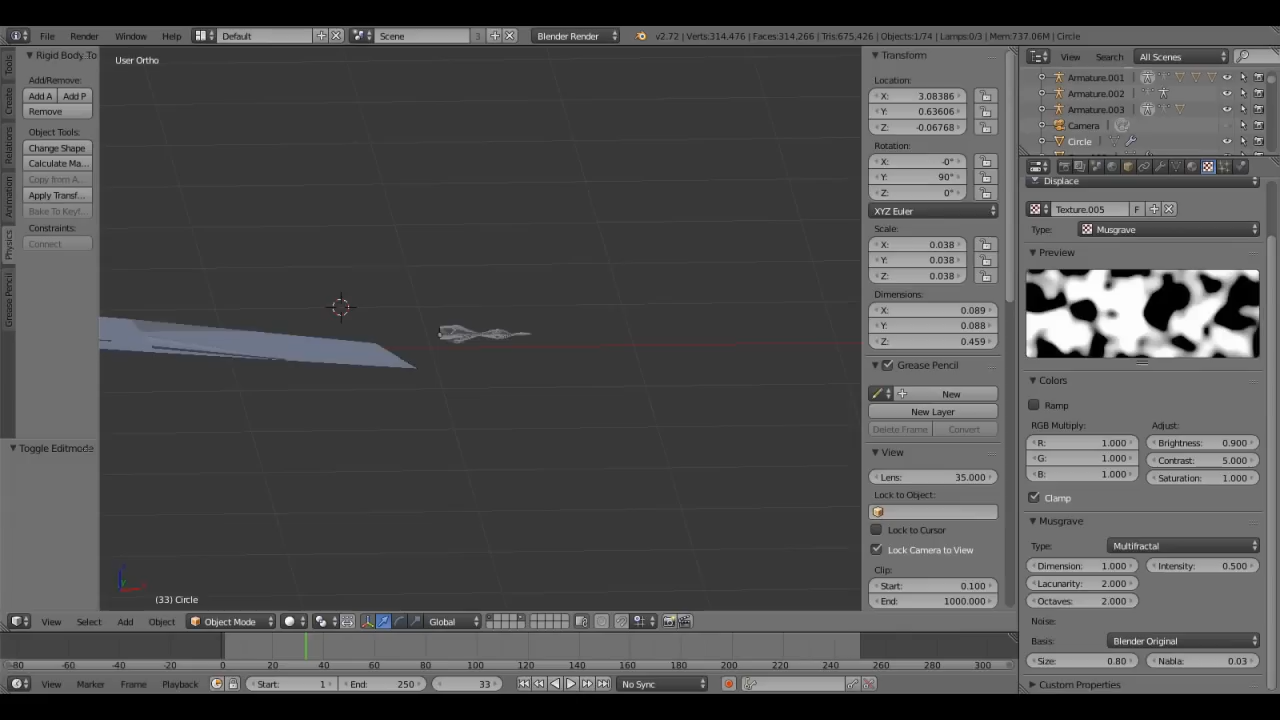 File Render Window Help Default Scene 3 Blender Render v2.72 | Verts:314,476 | Faces:314,266 | Tris:675,426 | Objects:1/74 | Lamps:0/3 | Mem:737.06M | Circle
Tools
Create
Relations
Animation
Physics
Grease Pencil
Rigid Body To
Add/Remove:
Add A Add P
Remove
Object Tools:
Change Shape
Calculate Ma...
Copy from A...
Apply Transf...
Bake To Keyf...
Constraints:
Connect
Toggle Editmode
User Ortho
(33) Circle
Transform
Location:
X: 3.08386
Y: 0.63606
Z: -0.06768
Rotation:
X: -0°
Y: 90°
Z: 0°
XYZ Euler
Scale:
X: 0.038
Y: 0.038
Z: 0.038
Dimensions:
X: 0.089
Y: 0.088
Z: 0.459
Grease Pencil
New
New Layer
Delete Frame Convert
View
Lens: 35.000
Lock to Object:
Lock to Cursor
Lock Camera to View
Clip:
Start: 0.100
End: 1000.000
View Search All Scenes
Armature.001
Armature.002
Armature.003
Camera
Circle
Displace
Texture.005 F
Type: Musgrave
Preview
Colors
Ramp
RGB Multiply: Adjust:
R: 1.000 Brightness: 0.900
G: 1.000 Contrast: 5.000
B: 1.000 Saturation: 1.000
Clamp
Musgrave
Type: Multifractal
Dimension: 1.000 Intensity: 0.500
Lacunarity: 2.000
Octaves: 2.000
Noise:
Basis: Blender Original
Size: 0.80 Nabla: 0.03
Custom Properties
View Select Add Object Object Mode Global
-80 -60 -40 -20 0 20 40 60 80 100 120 140 160 180 200 220 240 260 280 300
View Marker Frame Playback Start: 1 End: 250 33 No Sync